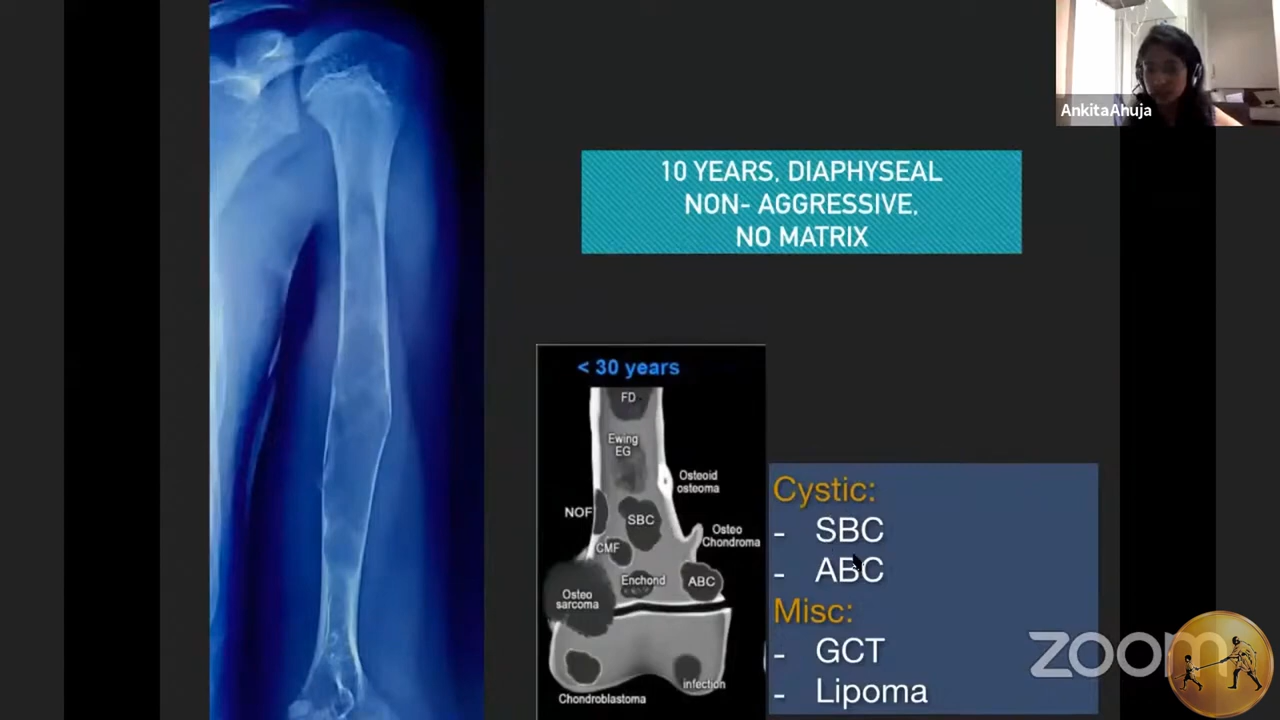 AnkitaAhuja
10 YEARS, DIAPHYSEAL
NON- AGGRESSIVE,
NO MATRIX
< 30 years
FD
Ewing
EG
Osteoid
osteoma
NOF
SBC
Osteo
Chondroma
CMF
Enchond
ABC
Osteo
sarcoma
infection
Chondroblastoma
Cystic:
- SBC
- ABC
Misc:
- GCT
- Lipoma
zoom